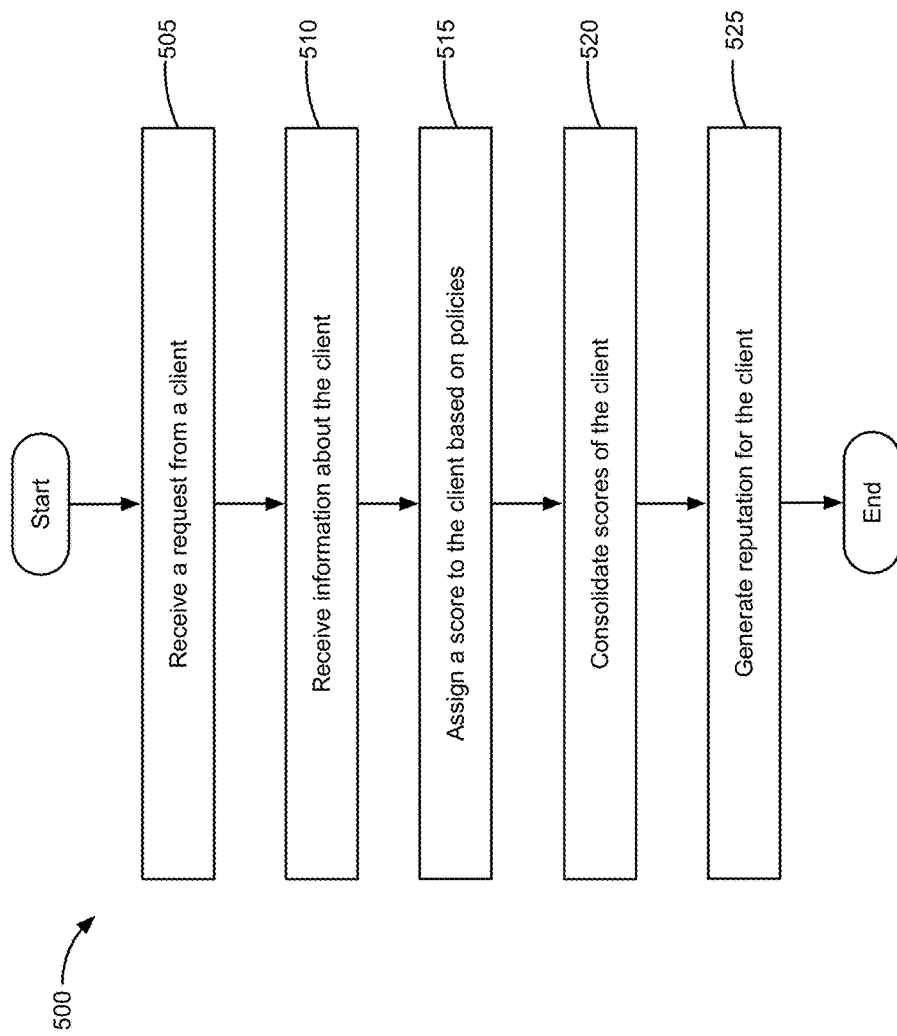 500
Start
Receive a request from a client
505
Receive information about the client
510
Assign a score to the client based on policies
515
Consolidate scores of the client
520
Generate reputation for the client
525
End